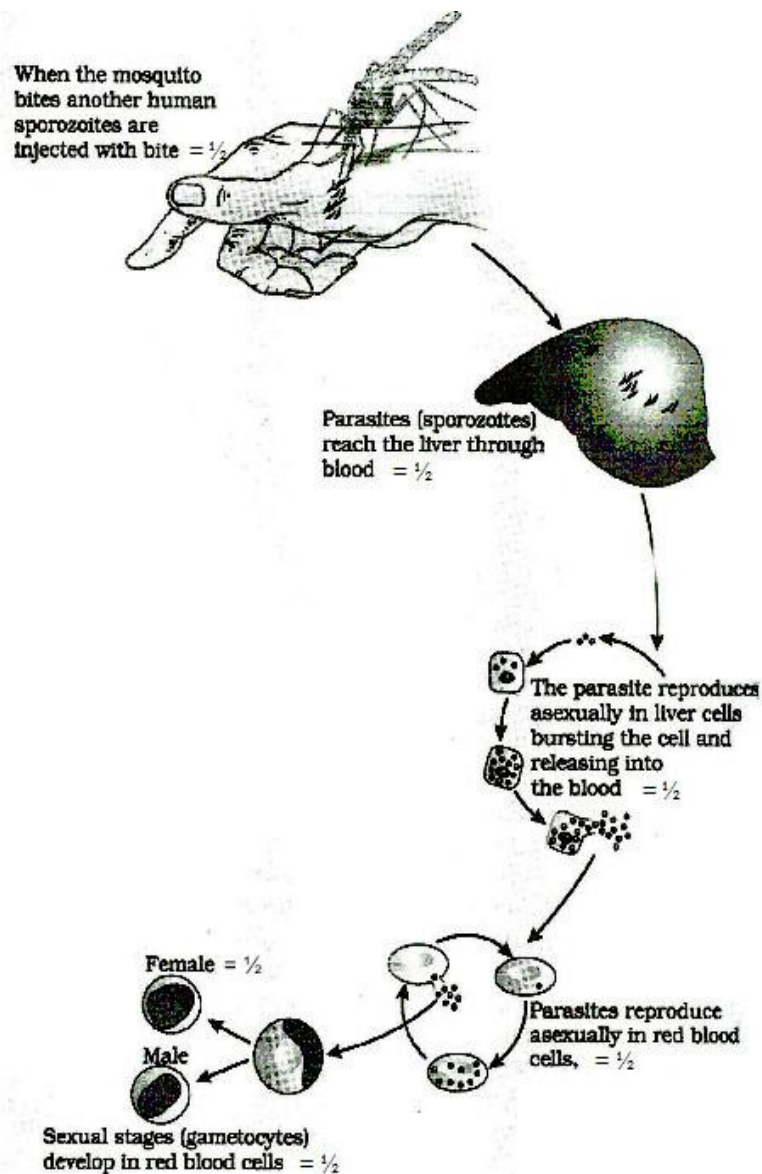 When the mosquito
bites another human
sporozoites are
injected with bite = ½
Parasites (sporozoites)
reach the liver through
blood = ½
The parasite reproduces
asexually in liver cells
bursting the cell and
releasing into
the blood = ½
Female = ½
Male
Parasites reproduce
asexually in red blood
cells, = ½
Sexual stages (gametocytes)
develop in red blood cells = ½